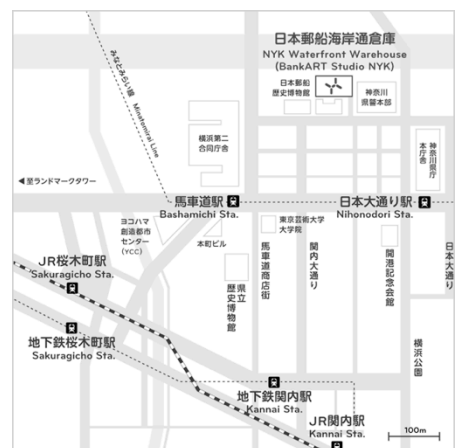 日本郵船海岸通倉庫
NYK Waterfront Warehouse
(BankART Studio NYK)
日本郵船
歴史博物館
神奈川
県警本部
みなとみらい線 Minatomirai Line
横浜第二
合同庁舎
神奈川県庁
本庁舎
◀至ランドマークタワー
馬車道駅
Bashamichi Sta.
日本大通り駅
Nihonodori Sta.
ヨコハマ
創造都市
センター
(YCC)
本町ビル
東京藝術大学
大学院
JR桜木町駅
Sakuragicho Sta.
県立
歴史博物館
馬車道商店街
関内大通り
開港記念会館
日本大通り
地下鉄桜木町駅
Sakuragicho Sta.
横浜公園
地下鉄関内駅
Kannai Sta.
JR関内駅
Kannai Sta.
100m